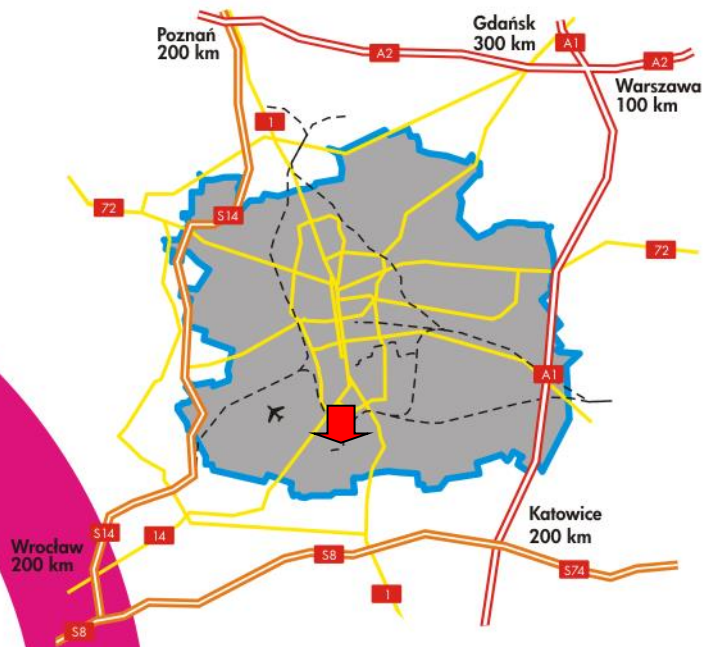 Poznań
200 km
Gdańsk
300 km
A1
A2
A2
Warszawa
100 km
1
72
S14
72
A1
S14
14
Wrocław
200 km
Katowice
200 km
S8
S74
1
S8